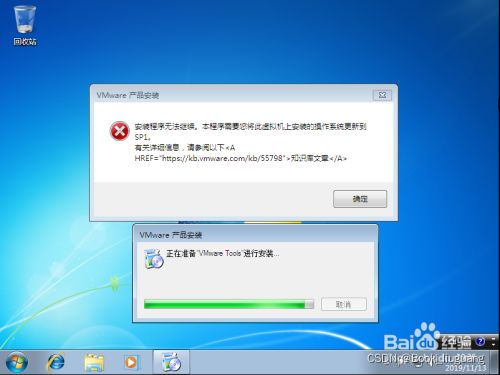 回收站
VMware 产品安装
安装程序无法继续。本程序需要您将此虚拟机上安装的操作系统更新到
SP1。
有关详细信息，请参阅以下<A
HREF="https://kb.vmware.com/kb/55798">知识库文章</A>
确定
VMware 产品安装
正在准备"VMware Tools"进行安装...
取消
Baidu 经验
2019/11/13